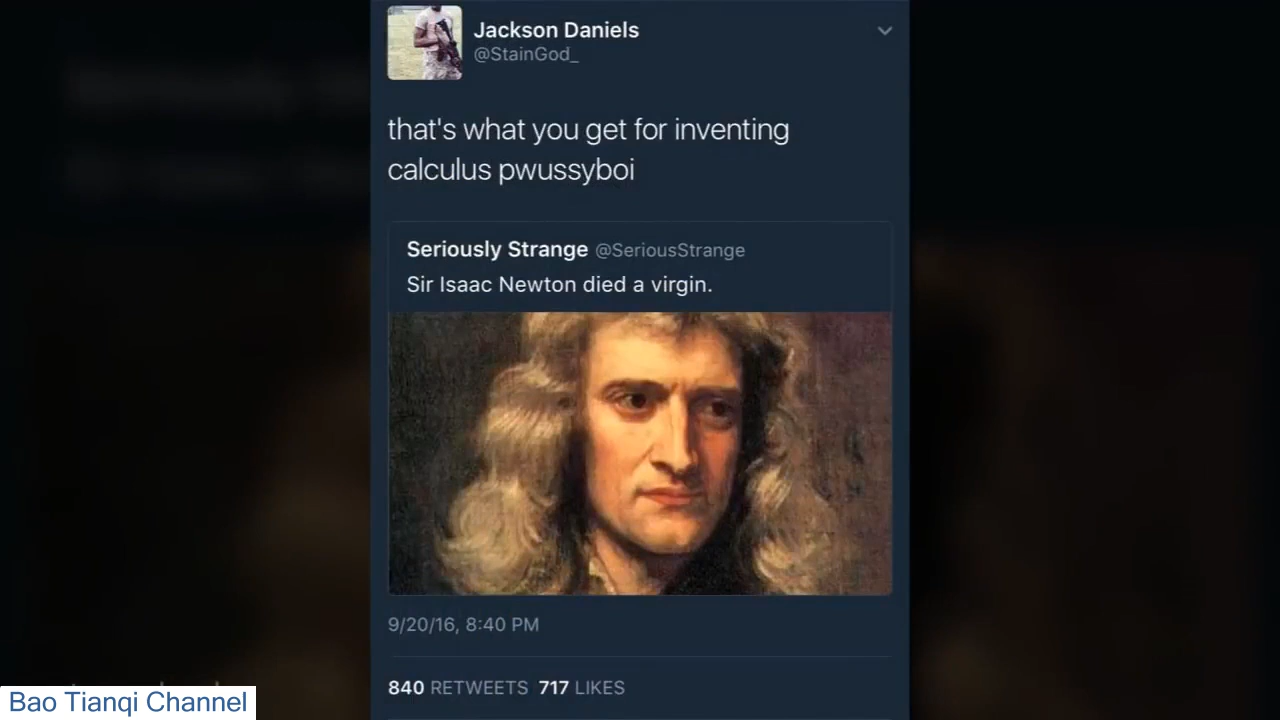 Jackson Daniels
@StainGod_
that's what you get for inventing
calculus pwussyboi
Seriously Strange @SeriousStrange
Sir Isaac Newton died a virgin.
9/20/16, 8:40 PM
840 RETWEETS 717 LIKES
Bao Tianqi Channel